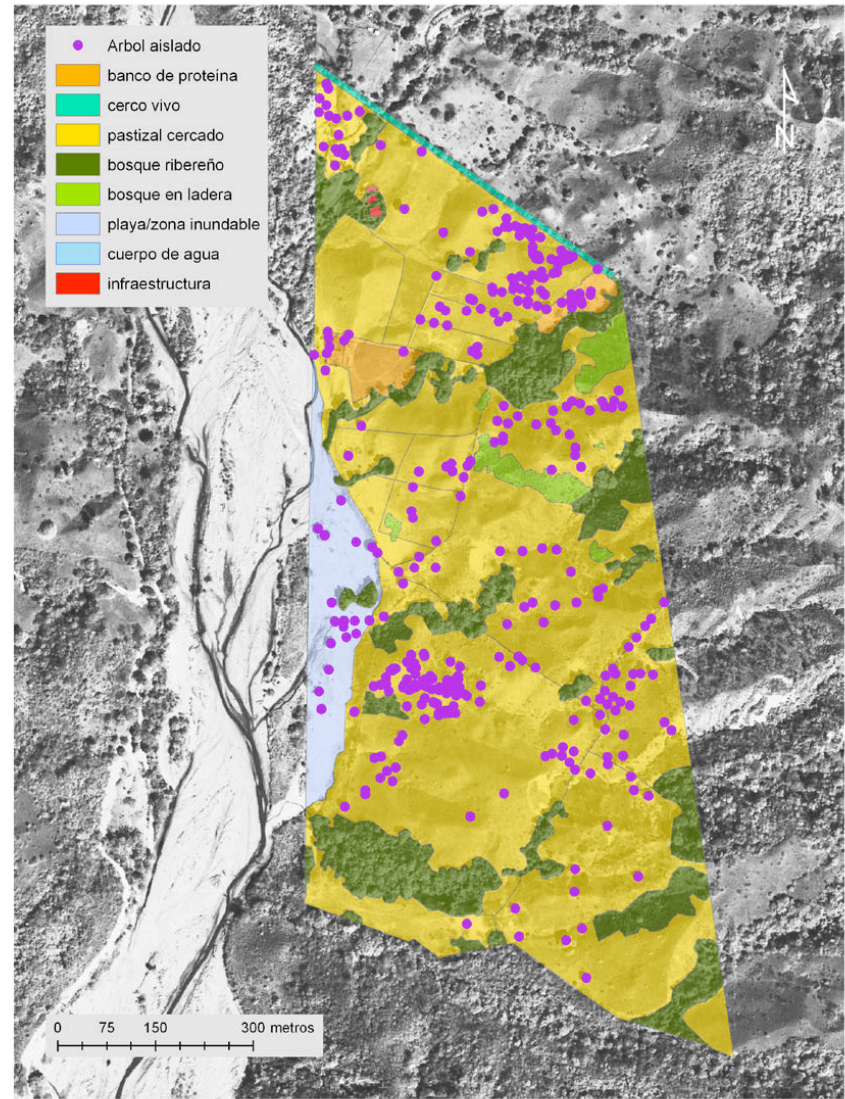 Arbol aislado
banco de proteína
cerco vivo
pastizal cercado
bosque ribereño
bosque en ladera
playa/zona inundable
cuerpo de agua
infraestructura
N
0 75 150 300 metros